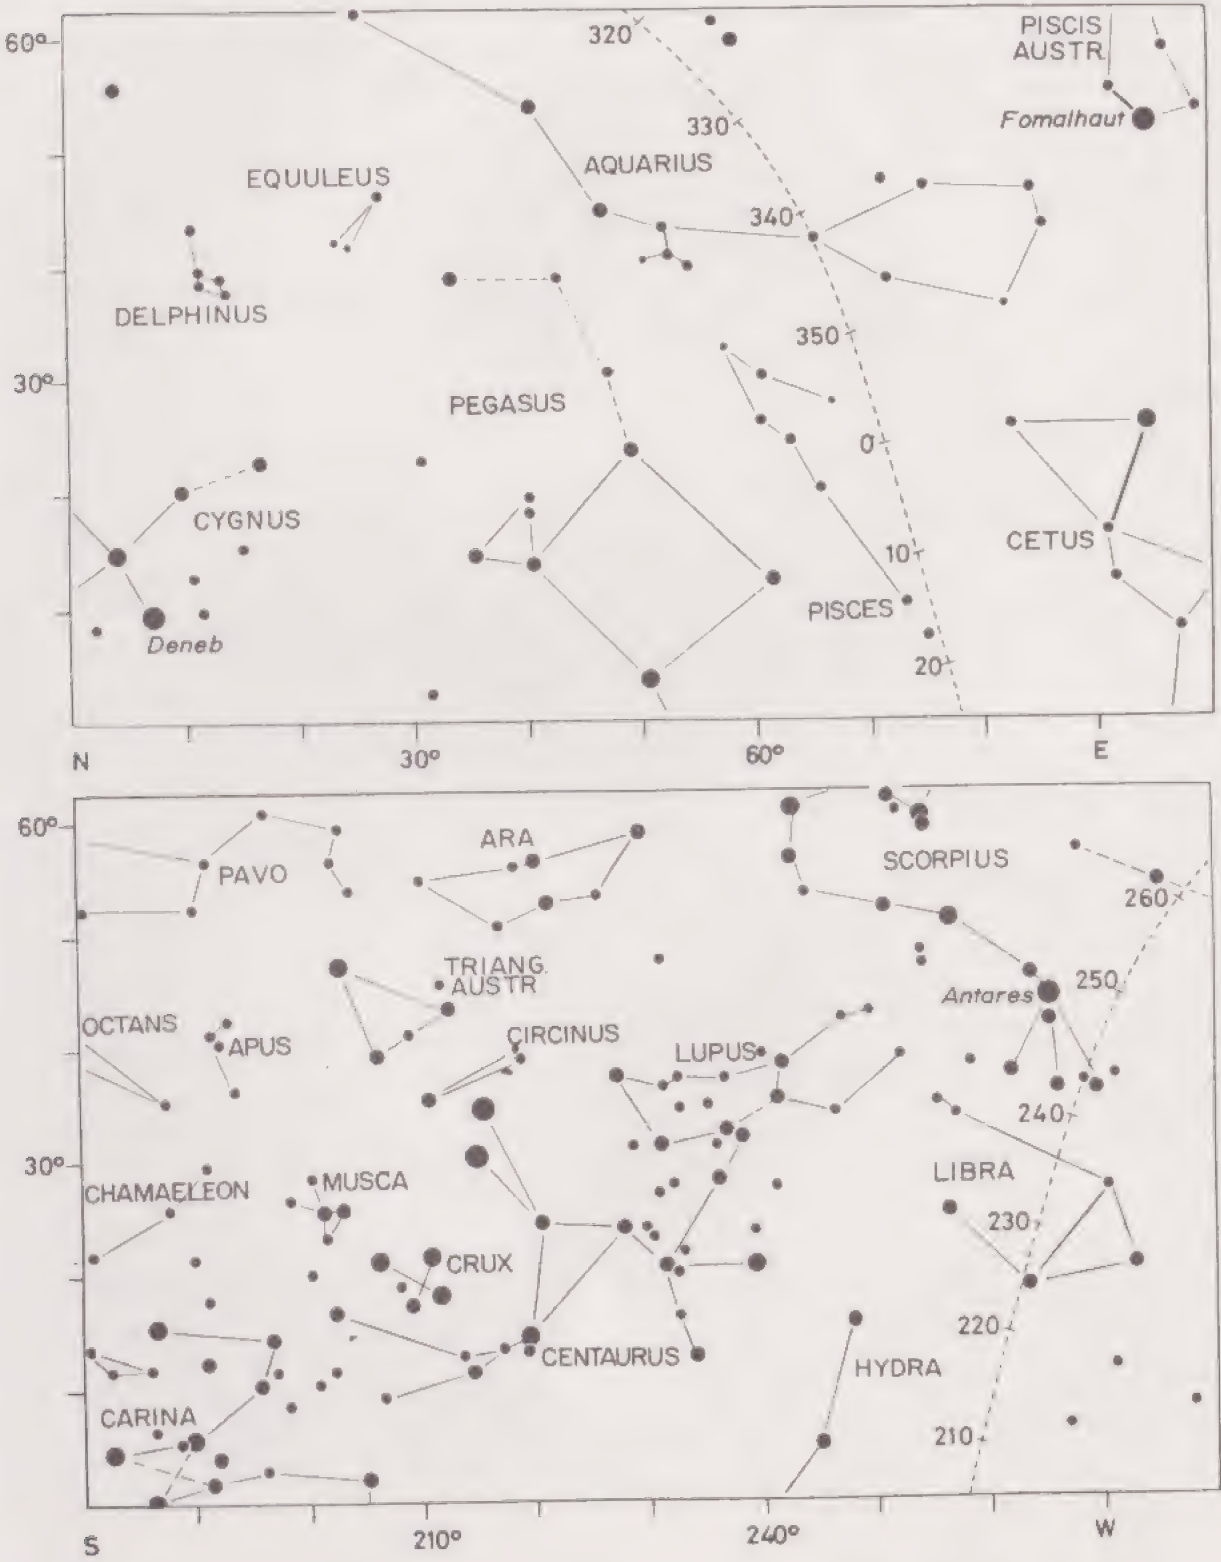 60°
30°
320
330
340
350
0
10
20
PISCIS
AUSTR
Fomalhaut
AQUARIUS
EQUULEUS
DELPHINUS
PEGASUS
CYGNUS
Deneb
PISCES
CETUS
N
30°
60°
E
60°
30°
ARA
PAVO
SCORPIUS
260
TRIANG.
AUSTR
250
Antares
OCTANS
APUS
CIRCINUS
LUPUS
240
CHAMAELEON
MUSCA
LIBRA
230
CRUX
220
CENTAURUS
HYDRA
CARINA
210
S
210°
240°
W